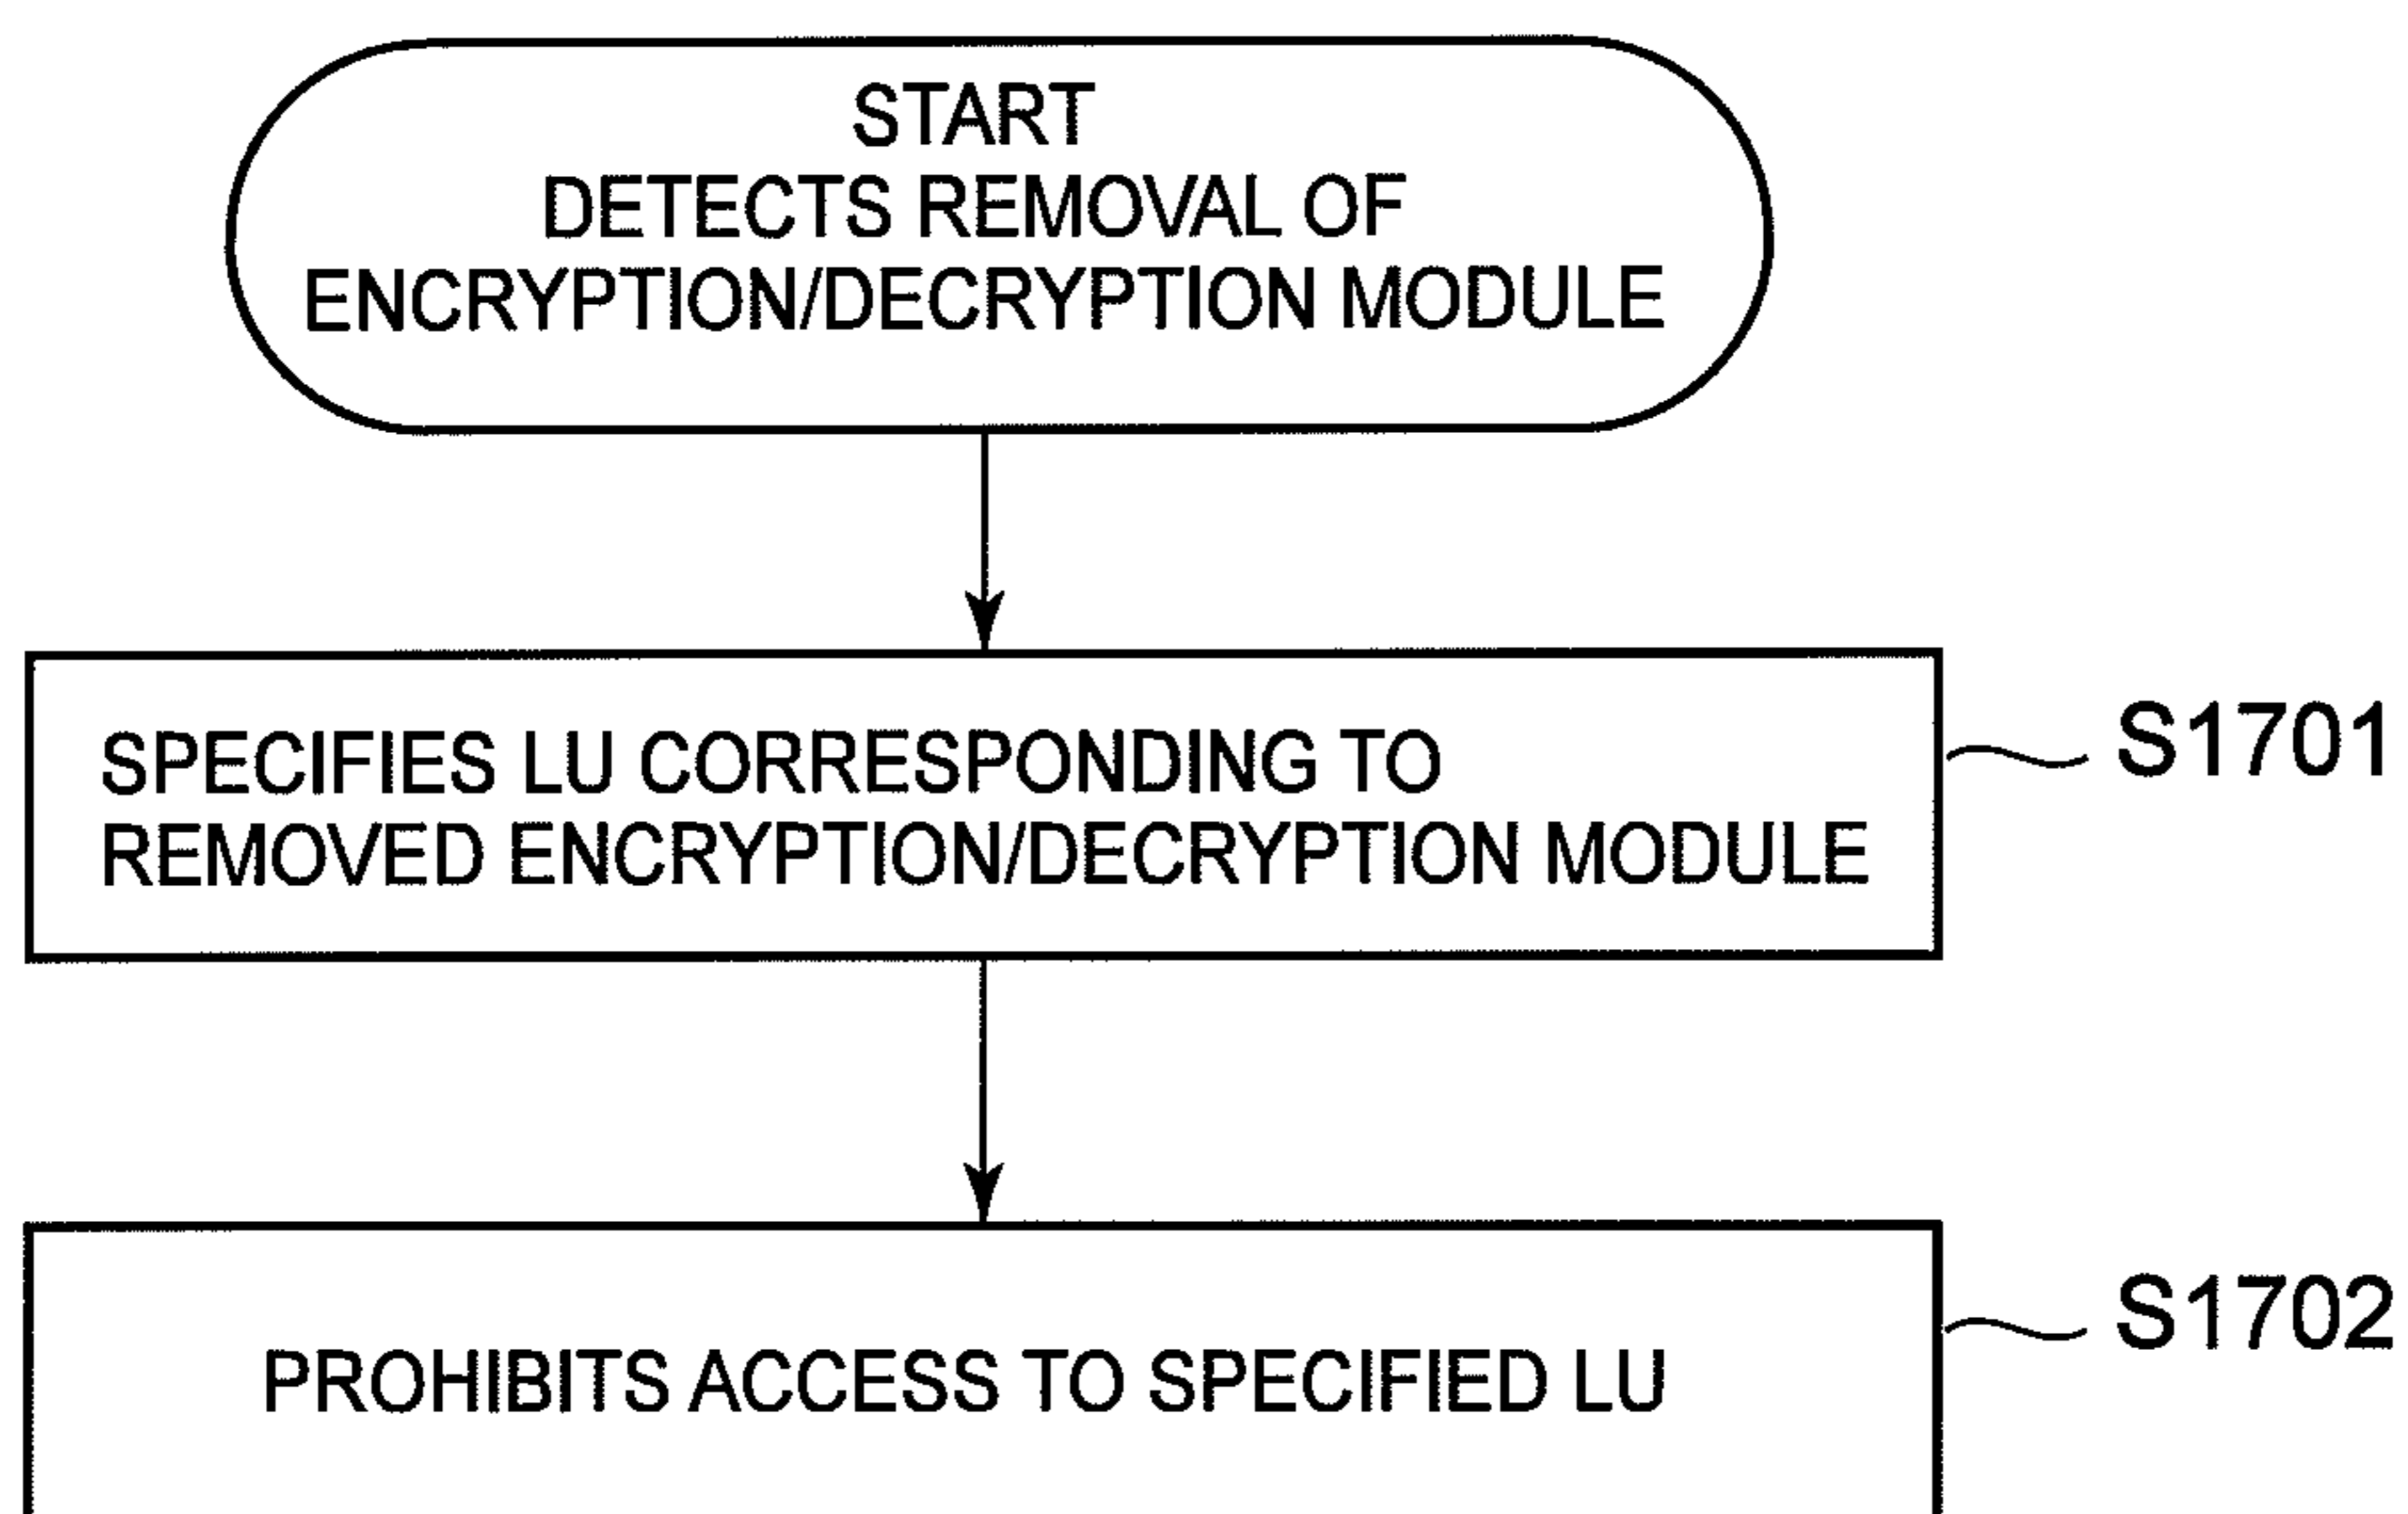 START
DETECTS REMOVAL OF
ENCRYPTION/DECRYPTION MODULE
SPECIFIES LU CORRESPONDING TO
REMOVED ENCRYPTION/DECRYPTION MODULE
S1701
PROHIBITS ACCESS TO SPECIFIED LU
S1702